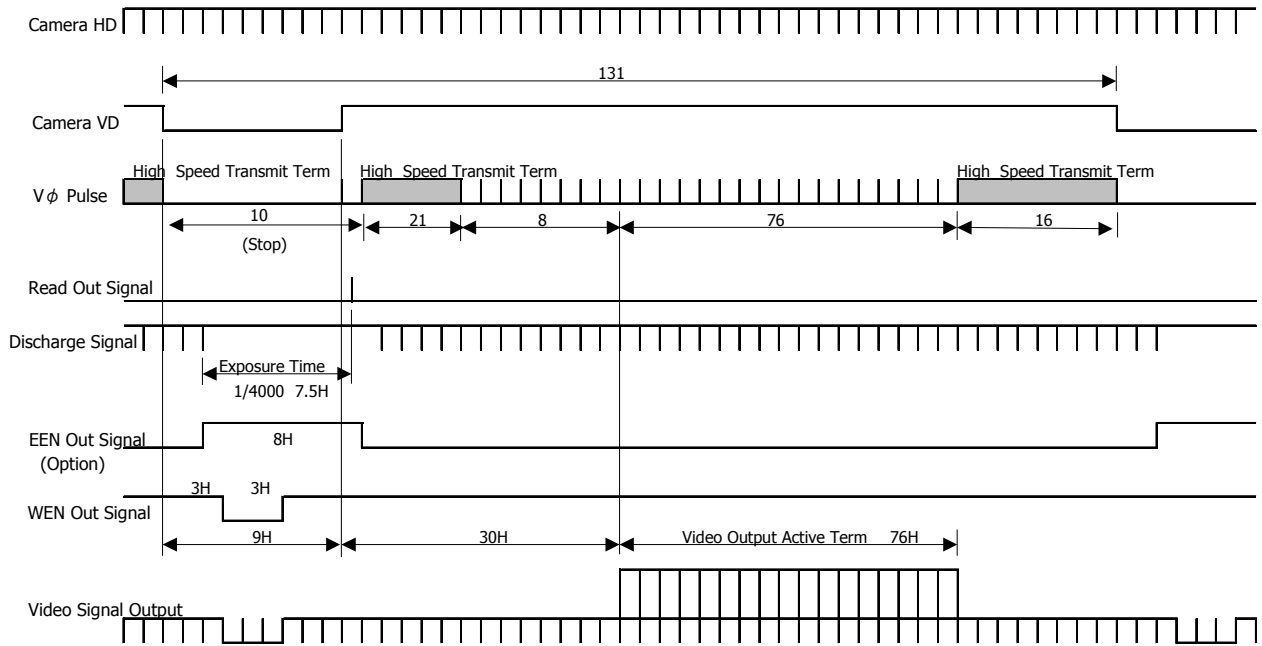 Camera HD
131
Camera VD
High Speed Transmit Term
High Speed Transmit Term
High Speed Transmit Term
Vφ Pulse
10
21
8
76
16
(Stop)
Read Out Signal
Discharge Signal
Exposure Time
1/4000 7.5H
EEN Out Signal
8H
(Option)
3H
3H
WEN Out Signal
9H
30H
Video Output Active Term 76H
Video Signal Output